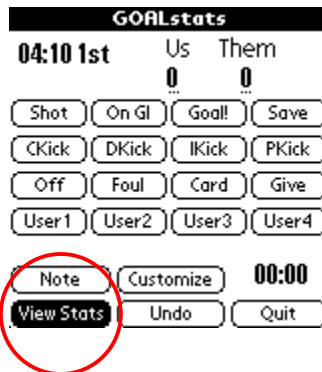 GOALstats
04:10 1st Us Them
0 0
Shot On Gl Goal! Save
CKick DKick IKick PKick
Off Foul Card Give
User1 User2 User3 User4
Note Customize 00:00
View Stats Undo Quit